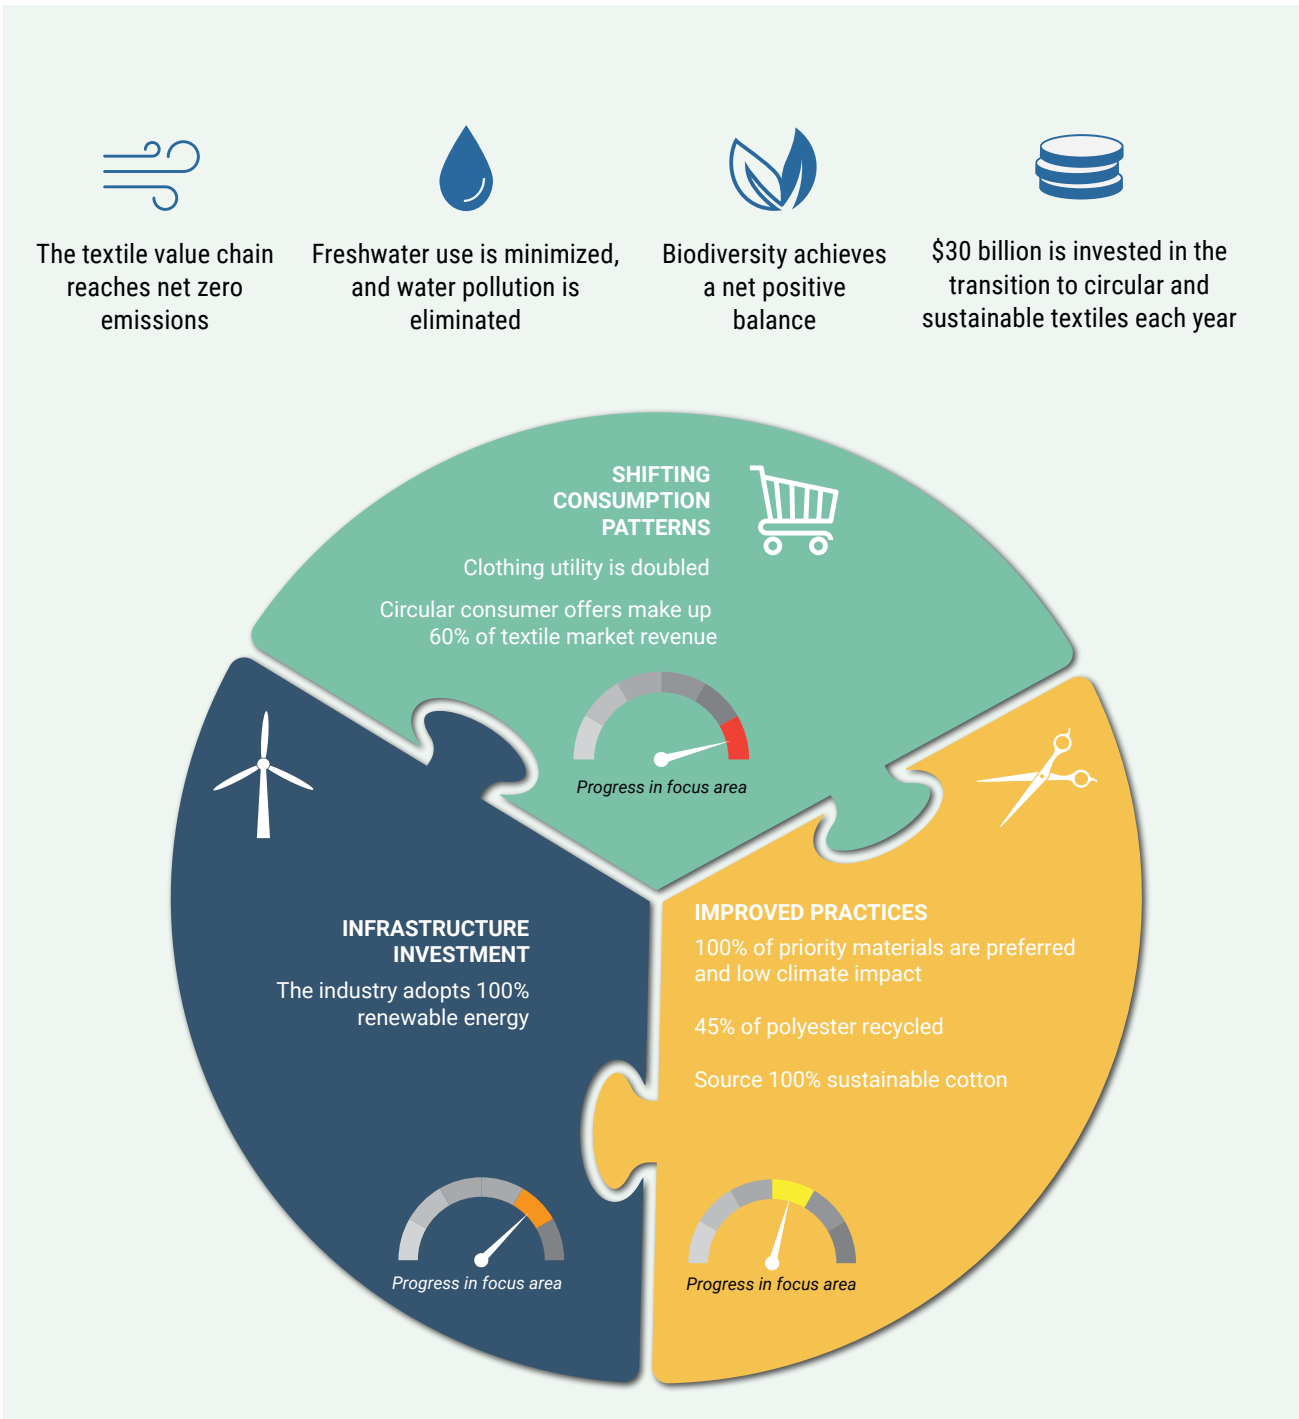 The textile value chain
reaches net zero
emissions
Freshwater use is minimized,
and water pollution is
eliminated
Biodiversity achieves
a net positive
balance
$30 billion is invested in the
transition to circular and
sustainable textiles each year
SHIFTING
CONSUMPTION
PATTERNS
Clothing utility is doubled
Circular consumer offers make up
60% of textile market revenue
Progress in focus area
INFRASTRUCTURE
INVESTMENT
The industry adopts 100%
renewable energy
Progress in focus area
IMPROVED PRACTICES
100% of priority materials are preferred
and low climate impact
45% of polyester recycled
Source 100% sustainable cotton
Progress in focus area